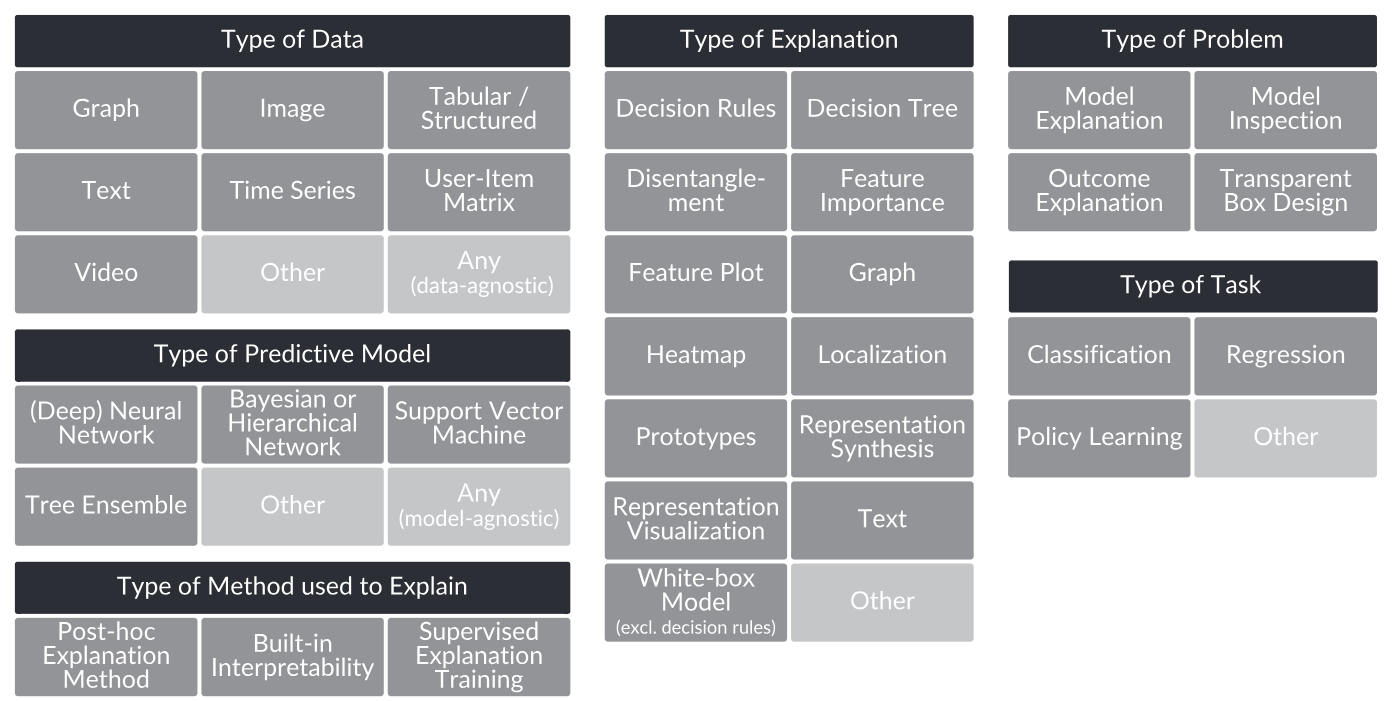 Type of Data
Graph
Image
Tabular /
Structured
Text
Time Series
User-Item
Matrix
Video
Other
Any
(data-agnostic)
Type of Predictive Model
(Deep) Neural
Network
Bayesian or
Hierarchical
Network
Support Vector
Machine
Tree Ensemble
Other
Any
(model-agnostic)
Type of Method used to Explain
Post-hoc
Explanation
Method
Built-in
Interpretability
Supervised
Explanation
Training
Type of Explanation
Decision Rules
Decision Tree
Disentangle-
ment
Feature
Importance
Feature Plot
Graph
Heatmap
Localization
Prototypes
Representation
Synthesis
Representation
Visualization
Text
White-box
Model
(excl. decision rules)
Other
Type of Problem
Model
Explanation
Model
Inspection
Outcome
Explanation
Transparent
Box Design
Type of Task
Classification
Regression
Policy Learning
Other